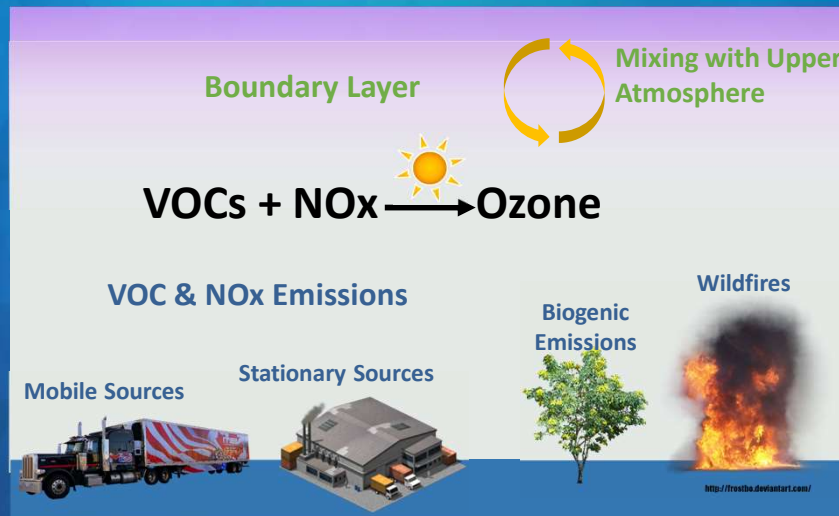 Mixing with Upper
Atmosphere
Boundary Layer
VOCs + NOx Ozone
VOC & NOx Emissions
Wildfires
Biogenic
Emissions
Stationary Sources
Mobile Sources
http://frostbo.deviantart.com/